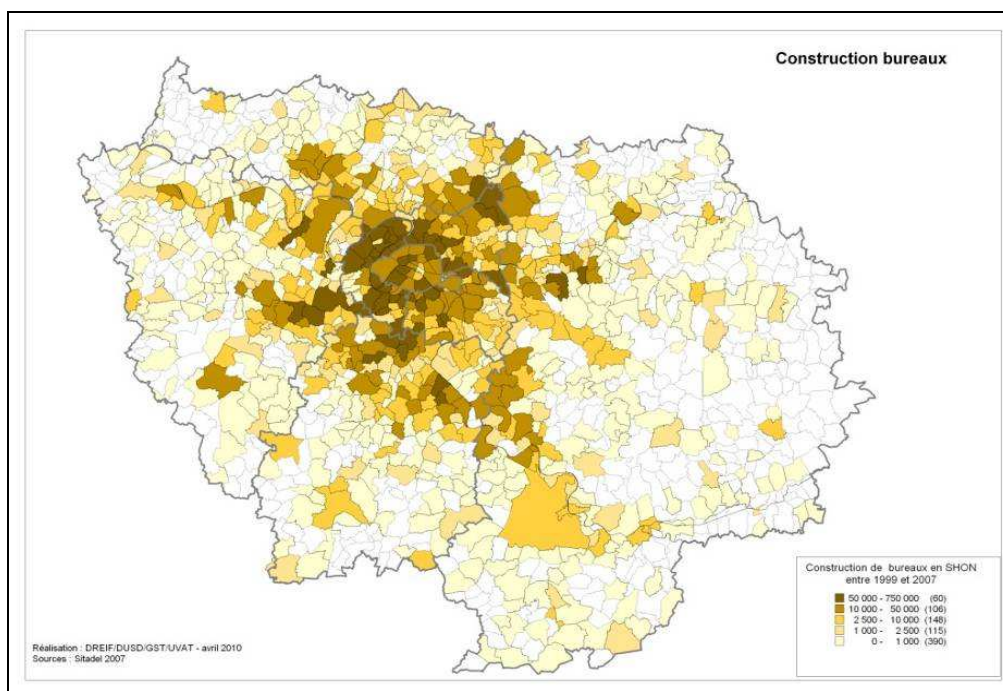 Construction bureaux
Construction de bureaux en SHON
entre 1999 et 2007
50 000 - 750 000 (60)
10 000 - 50 000 (106)
2 500 - 10 000 (148)
1 000 - 2 500 (115)
0 - 1 000 (390)
Réalisation : DREIF/DUSD/GST/UVAT - avril 2010
Sources : Sitadel 2007